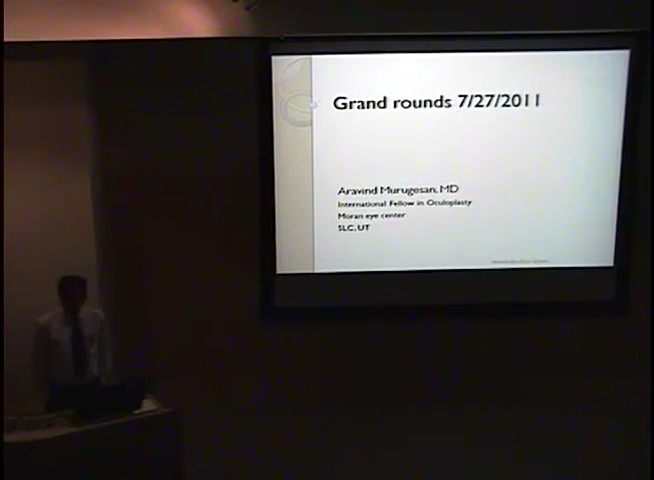 Grand rounds 7/27/2011
Aravind Murugesan, MD
International Fellow in Oculoplasty
Moran eye center
SLC, UT